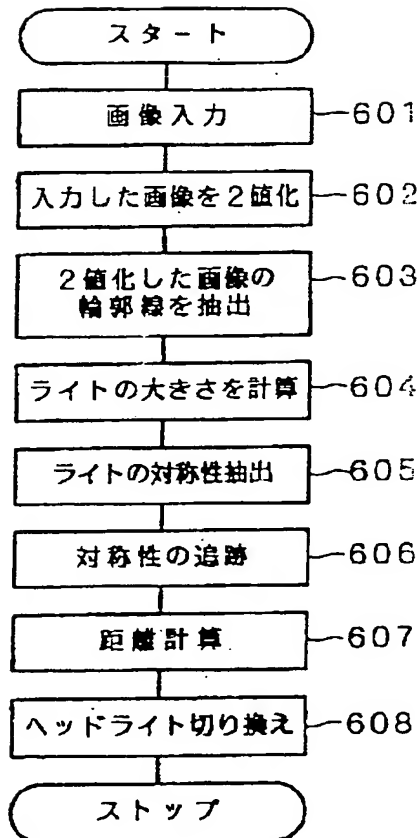 スタート
画像入力 601
入力した画像を2値化 602
2値化した画像の 603
輪郭線を抽出
ライトの大きさを計算 604
ライトの対称性抽出 605
対称性の追跡 606
距離計算 607
ヘッドライト切り換え 608
ストップ